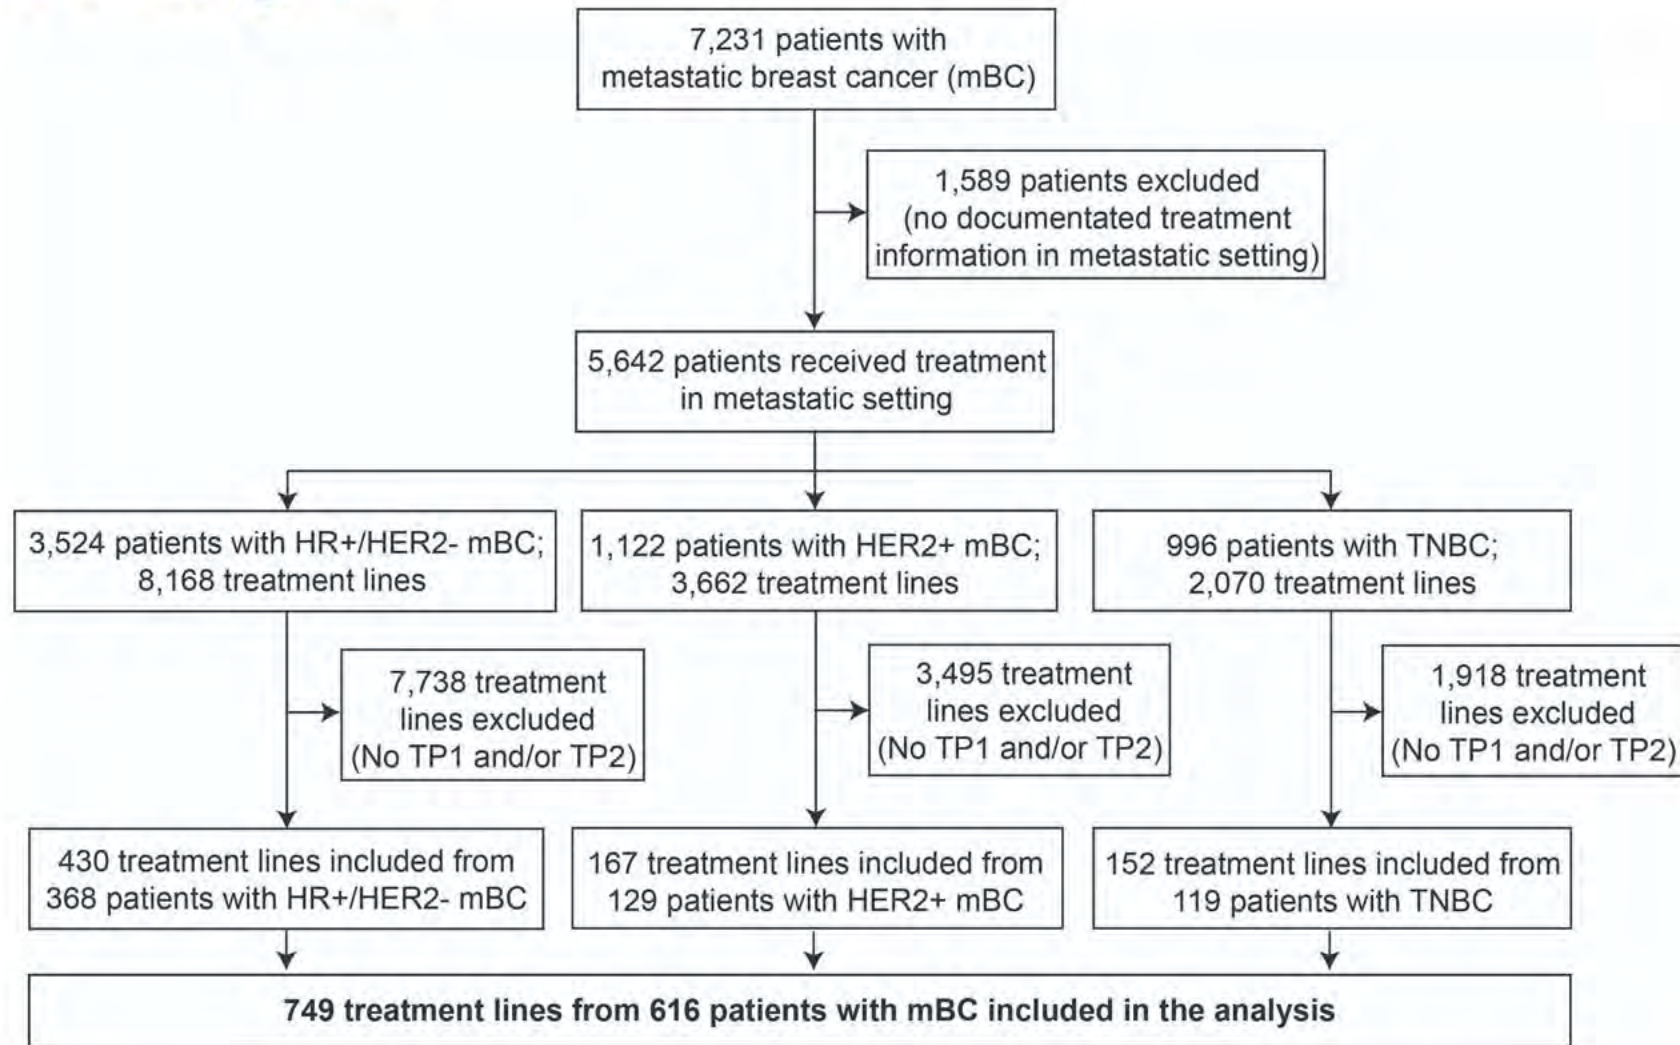 7,231 patients with
metastatic breast cancer (mBC)
1,589 patients excluded
(no documentated treatment
information in metastatic setting)
5,642 patients received treatment
in metastatic setting
3,524 patients with HR+/HER2- mBC;
8,168 treatment lines
1,122 patients with HER2+ mBC;
3,662 treatment lines
996 patients with TNBC;
2,070 treatment lines
7,738 treatment
lines excluded
(No TP1 and/or TP2)
3,495 treatment
lines excluded
(No TP1 and/or TP2)
1,918 treatment
lines excluded
(No TP1 and/or TP2)
430 treatment lines included from
368 patients with HR+/HER2- mBC
167 treatment lines included from
129 patients with HER2+ mBC
152 treatment lines included from
119 patients with TNBC
749 treatment lines from 616 patients with mBC included in the analysis